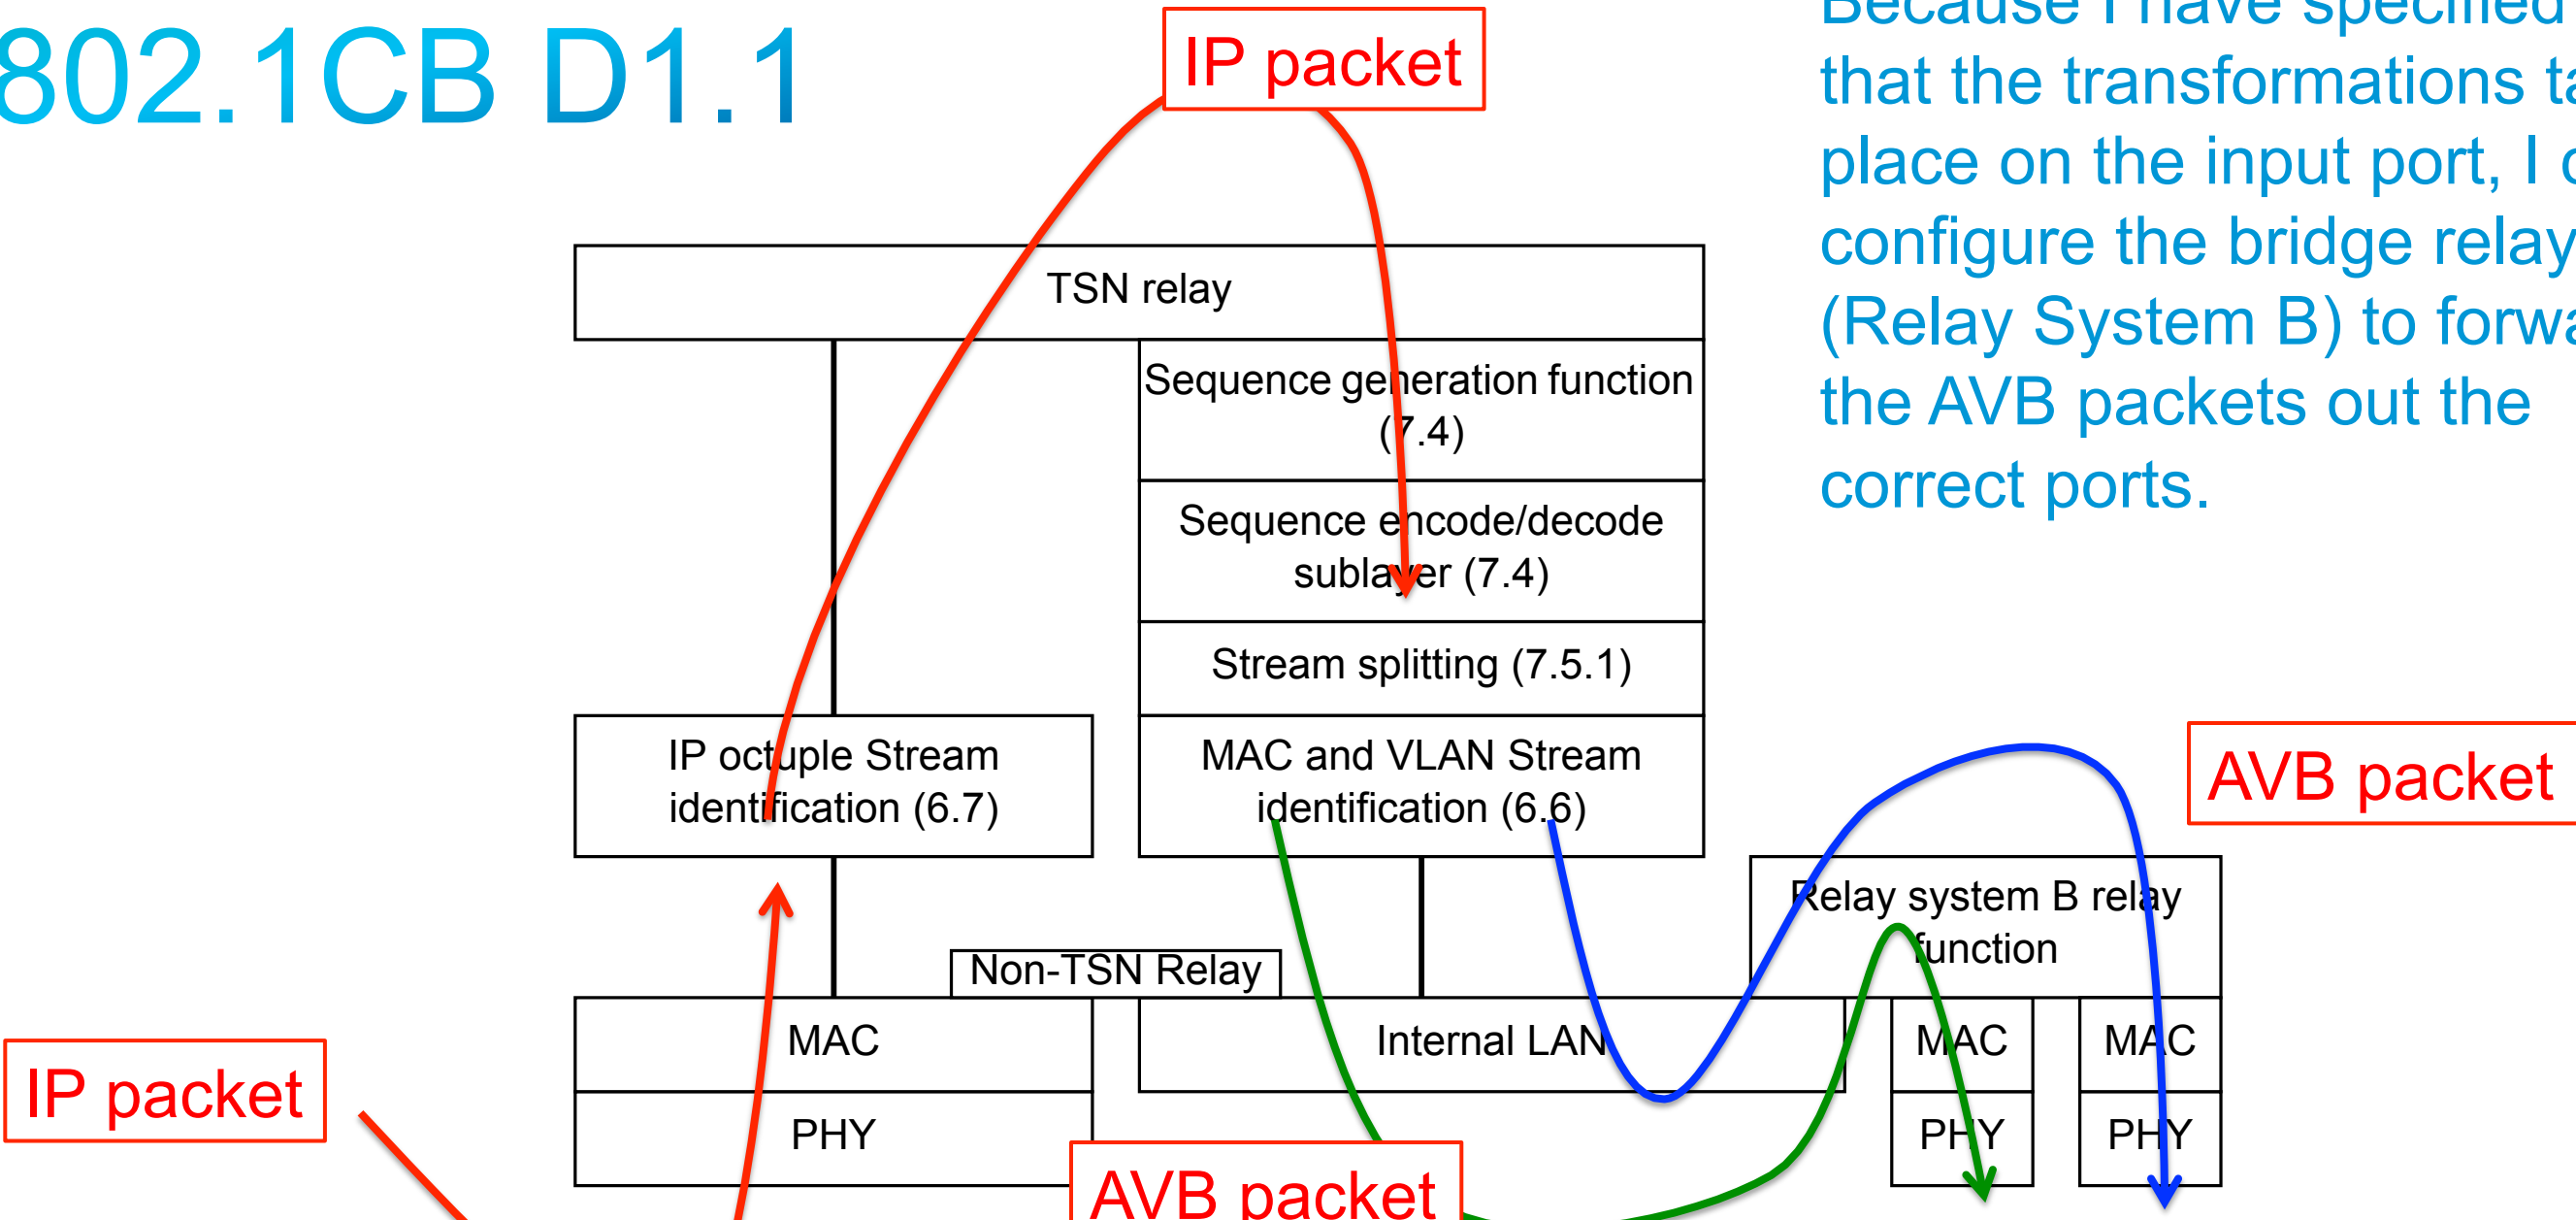 802.1CB D1.1
IP packet
Because I have specified
that the transformations
place on the input port, I
configure the bridge relay
(Relay System B) to
the AVB packets out the
correct ports.
TSN relay
Sequence generation function
(7.4)
Sequence encode/decode
sublayer (7.4)
Stream splitting (7.5.1)
IP octuple Stream
identification (6.7)
MAC and VLAN Stream
identification (6.6)
AVB packet
Relay system B relay
function
Non-TSN Relay
MAC
Internal LAN
MAC
MAC
IP packet
PHY
PHY
PHY
AVB packet